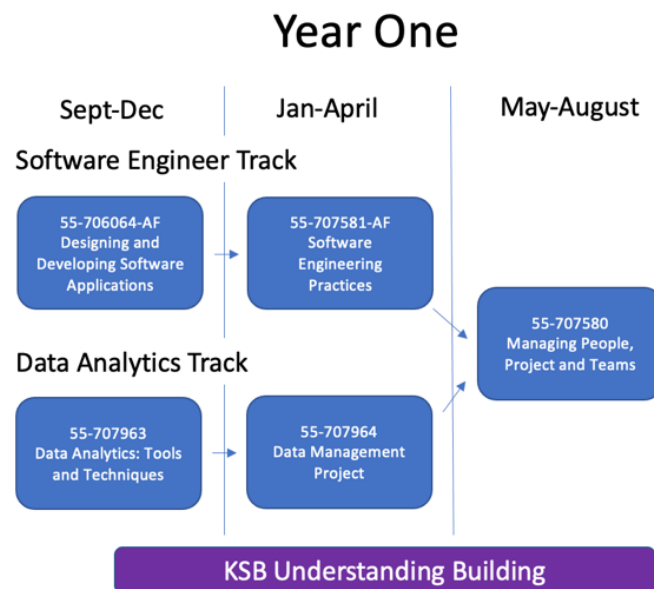 Year One
Sept-Dec
Jan-April
May-August
Software Engineer Track
55-706064-AF
Designing and
Developing Software
Applications
55-707581-AF
Software
Engineering
Practices
55-707580
Managing People,
Project and Teams
Data Analytics Track
55-707963
Data Analytics: Tools
and Techniques
55-707964
Data Management
Project
KSB Understanding Building